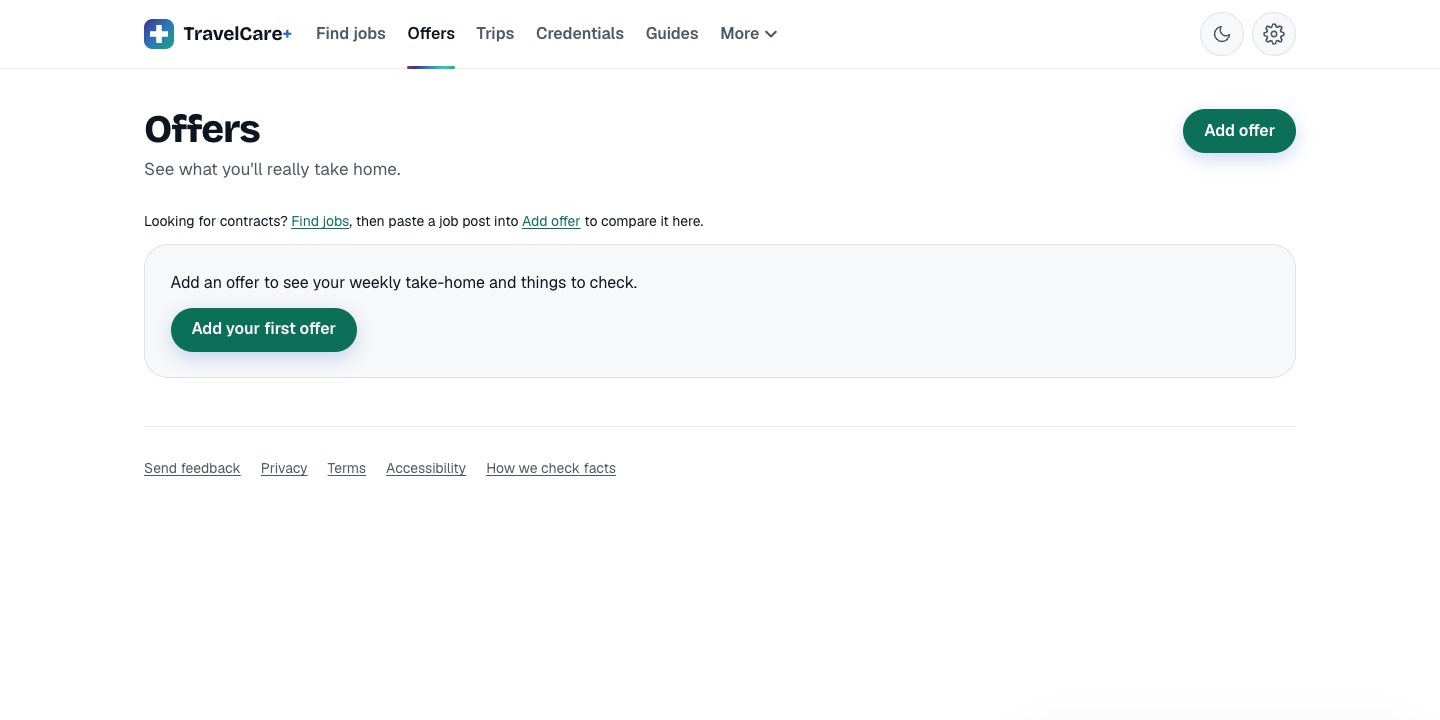 TravelCare+ Find jobs Offers Trips Credentials Guides More
Offers
Add offer
See what you'll really take home.
Looking for contracts? Find jobs, then paste a job post into Add offer to compare it here.
Add an offer to see your weekly take-home and things to check.
Add your first offer
Send feedback Privacy Terms Accessibility How we check facts